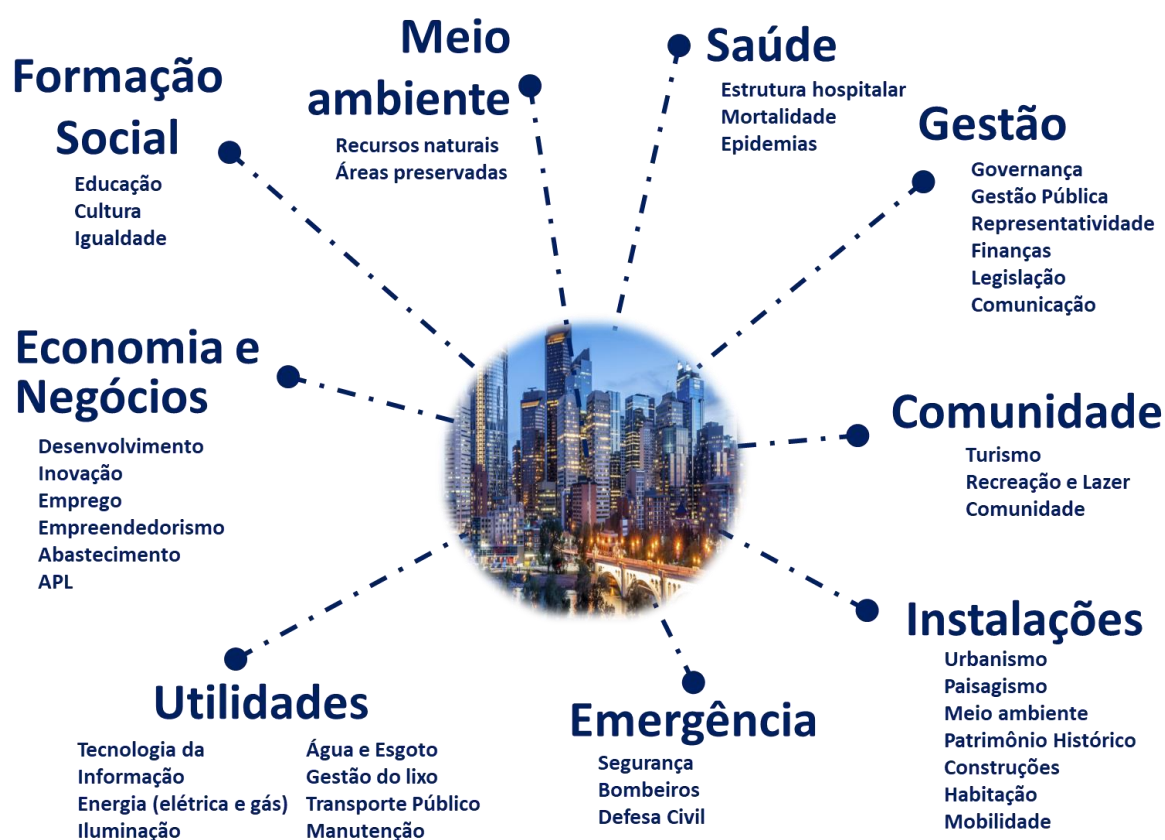 Formação
Social
Educação
Cultura
Igualdade
Meio
ambiente
Recursos naturais
Áreas preservadas
Saúde
Estrutura hospitalar
Mortalidade
Epidemias
Gestão
Governança
Gestão Pública
Representatividade
Finanças
Legislação
Comunicação
Economia e
Negócios
Desenvolvimento
Inovação
Emprego
Empreendedorismo
Abastecimento
APL
Comunidade
Turismo
Recreação e Lazer
Comunidade
Utilidades
Tecnologia da
Informação
Energia (elétrica e gás)
Iluminação
Água e Esgoto
Gestão do lixo
Transporte Público
Manutenção
Emergência
Segurança
Bombeiros
Defesa Civil
Instalações
Urbanismo
Paisagismo
Meio ambiente
Patrimônio Histórico
Construções
Habitação
Mobilidade